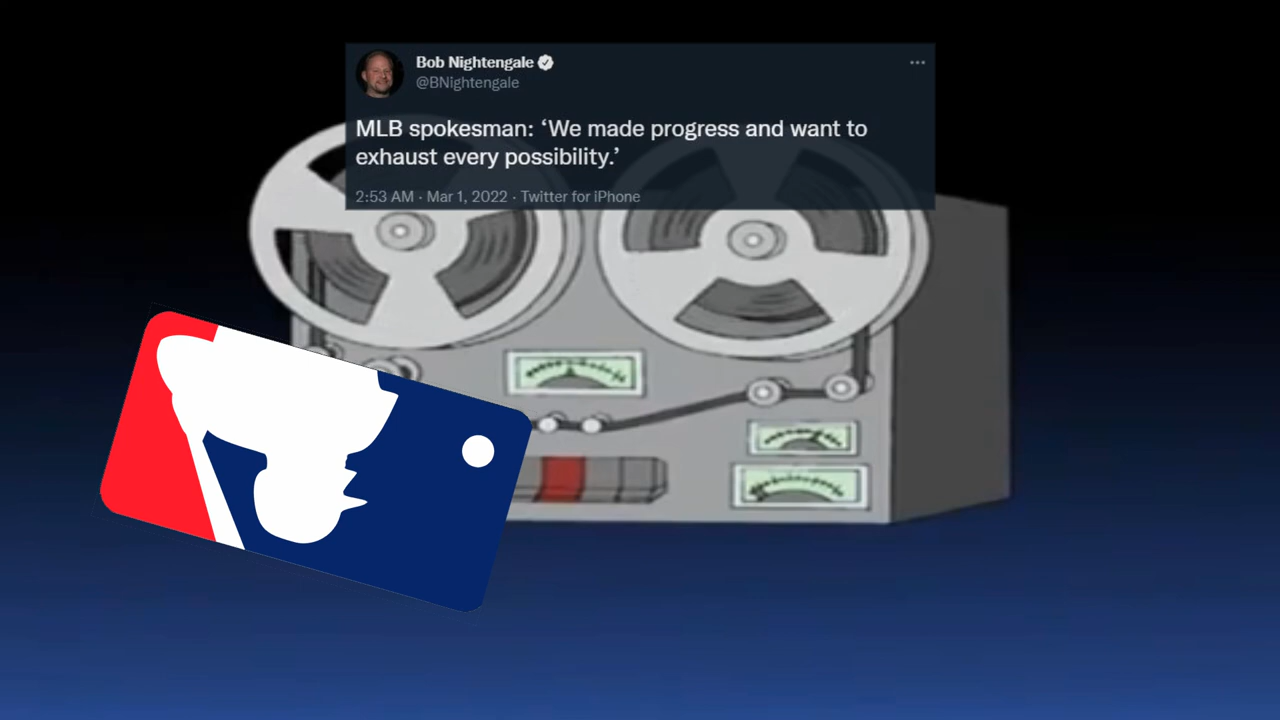 Bob Nightengale
@BNightengale
MLB spokesman: ‘We made progress and want to
exhaust every possibility.’
2:53 AM · Mar 1, 2022 · Twitter for iPhone